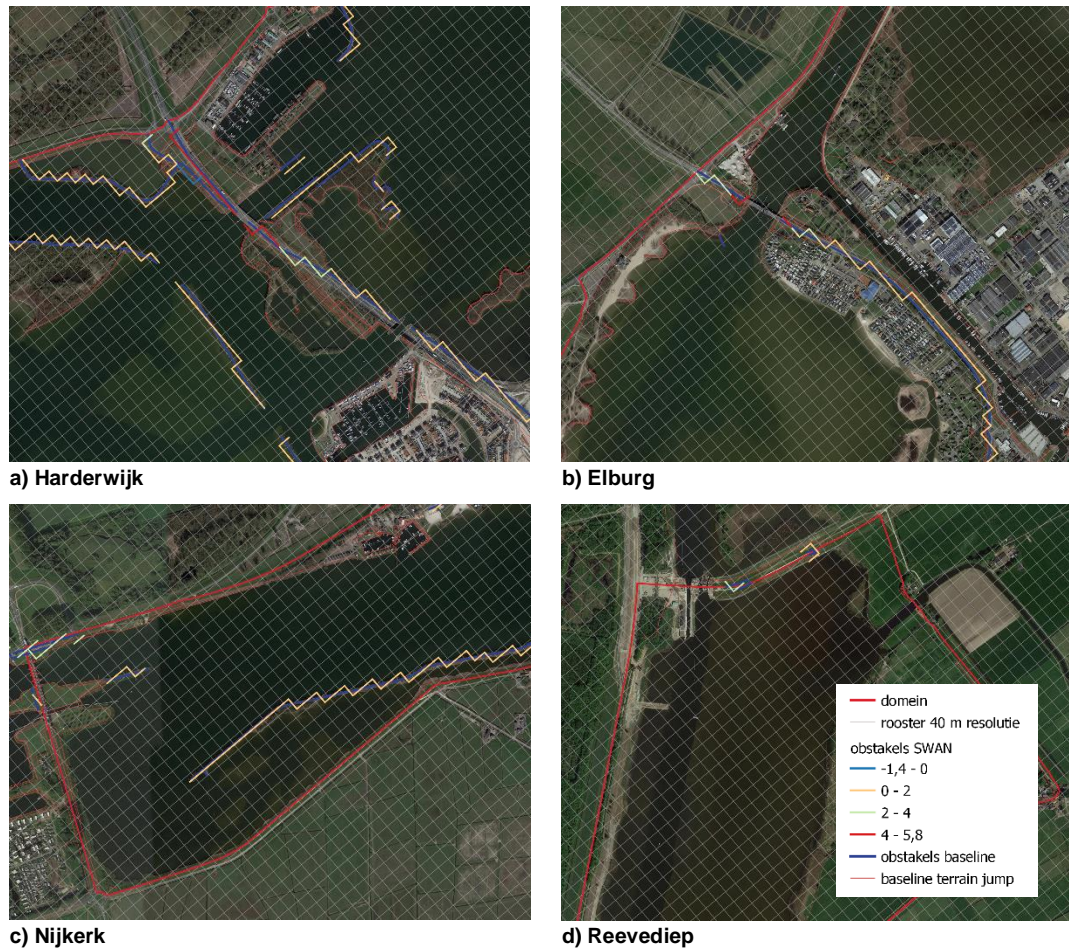 a) Harderwijk
b) Elburg
c) Nijkerk
domein
rooster 40 m resolutie
obstakels SWAN
-1,4 - 0
0 - 2
2 - 4
4 - 5,8
obstakels baseline
baseline terrain jump
d) Reevediep